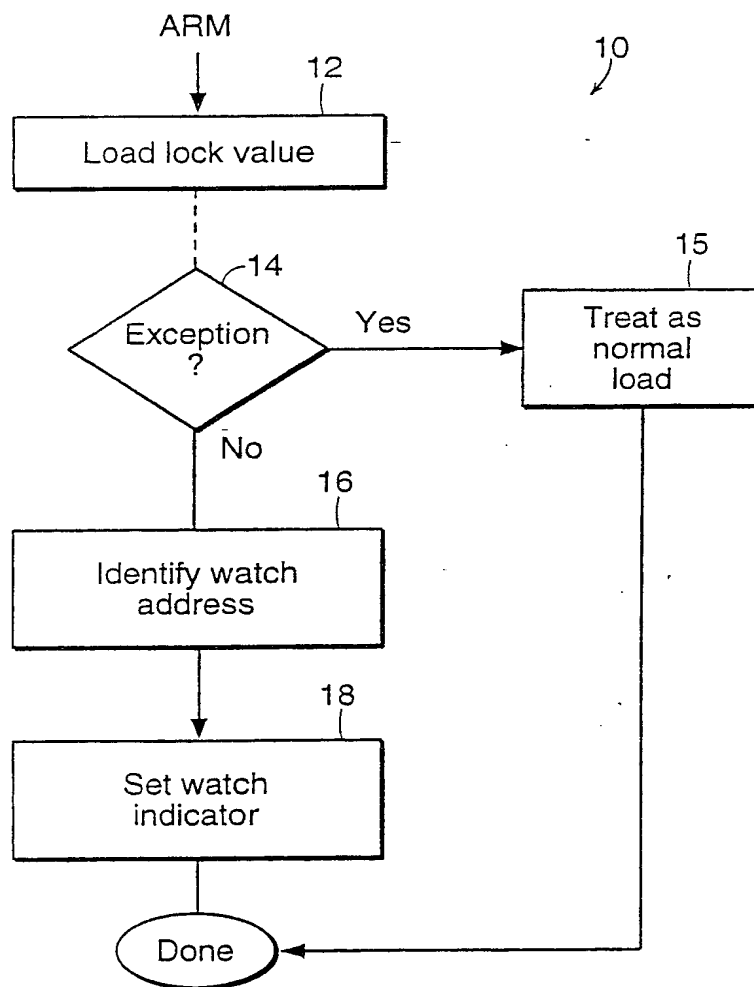 ARM
10
12
Load lock value
14
Exception
?
Yes
15
Treat as
normal
load
No
16
Identify watch
address
18
Set watch
indicator
Done